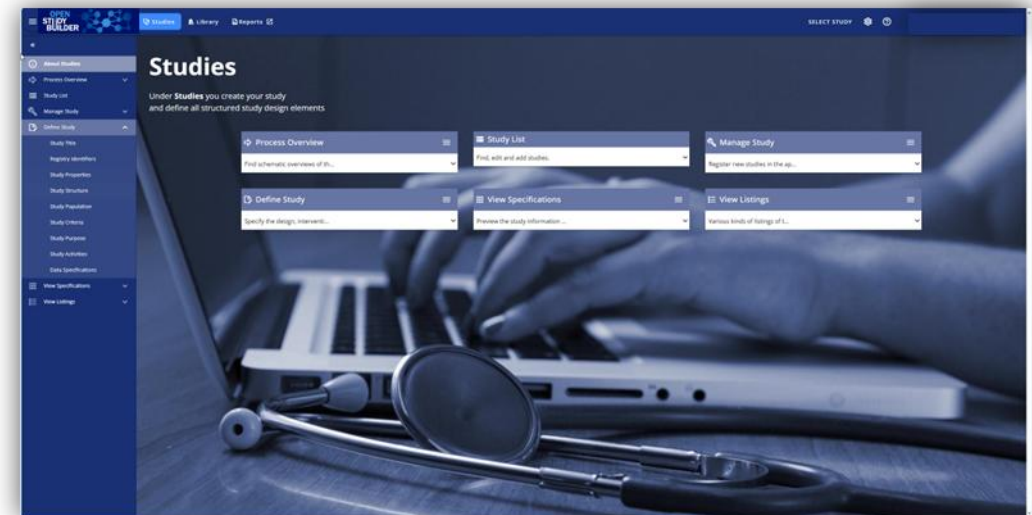 OPEN
STUDY
BUILDER
Studies
Library
Reports
SELECT STUDY
About Studies
Process Overview
Study List
Manage Study
Define Study
Study Title
Registry Identifiers
Study Properties
Study Structure
Study Population
Study Criteria
Study Purpose
Study Activities
Data Specifications
View Specifications
View Listings
Studies
Under Studies you create your study
and define all structured study design elements
Process Overview
Find schematic overviews of th...
Study List
Find, edit and add studies.
Manage Study
Register new studies in the ap...
Define Study
Specify the design, interventi...
View Specifications
Preview the study information ...
View Listings
Various kinds of listings of t...